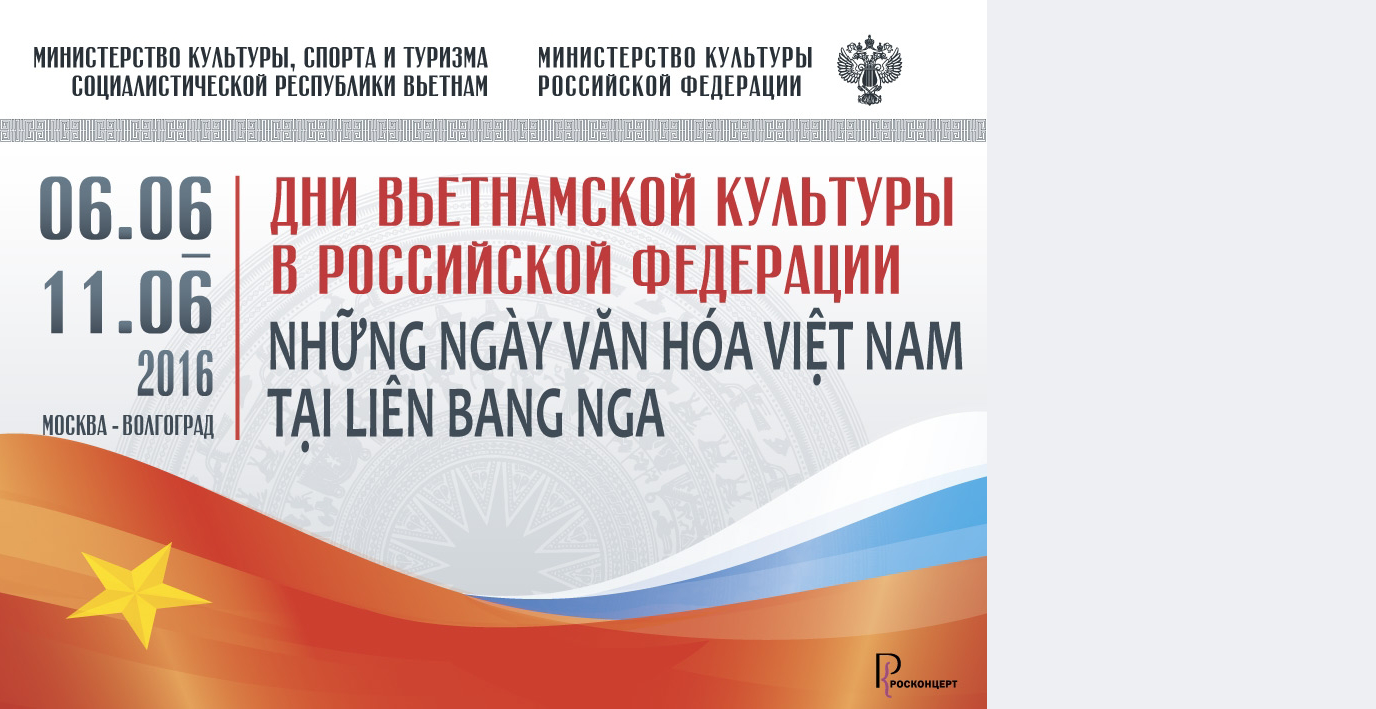 МИНИСТЕРСТВО КУЛЬТУРЫ, СПОРТА И ТУРИЗМА
СОЦИАЛИСТИЧЕСКОЙ РЕСПУБЛИКИ ВЬЕТНАМ
МИНИСТЕРСТВО КУЛЬТУРЫ
РОССИЙСКОЙ ФЕДЕРАЦИИ
06.06
–
11.06
2016
МОСКВА - ВОЛГОГРАД
ДНИ ВЬЕТНАМСКОЙ КУЛЬТУРЫ
В РОССИЙСКОЙ ФЕДЕРАЦИИ
NHỮNG NGÀY VĂN HÓA VIỆT NAM
TẠI LIÊN BANG NGA
РОСКОНЦЕРТ